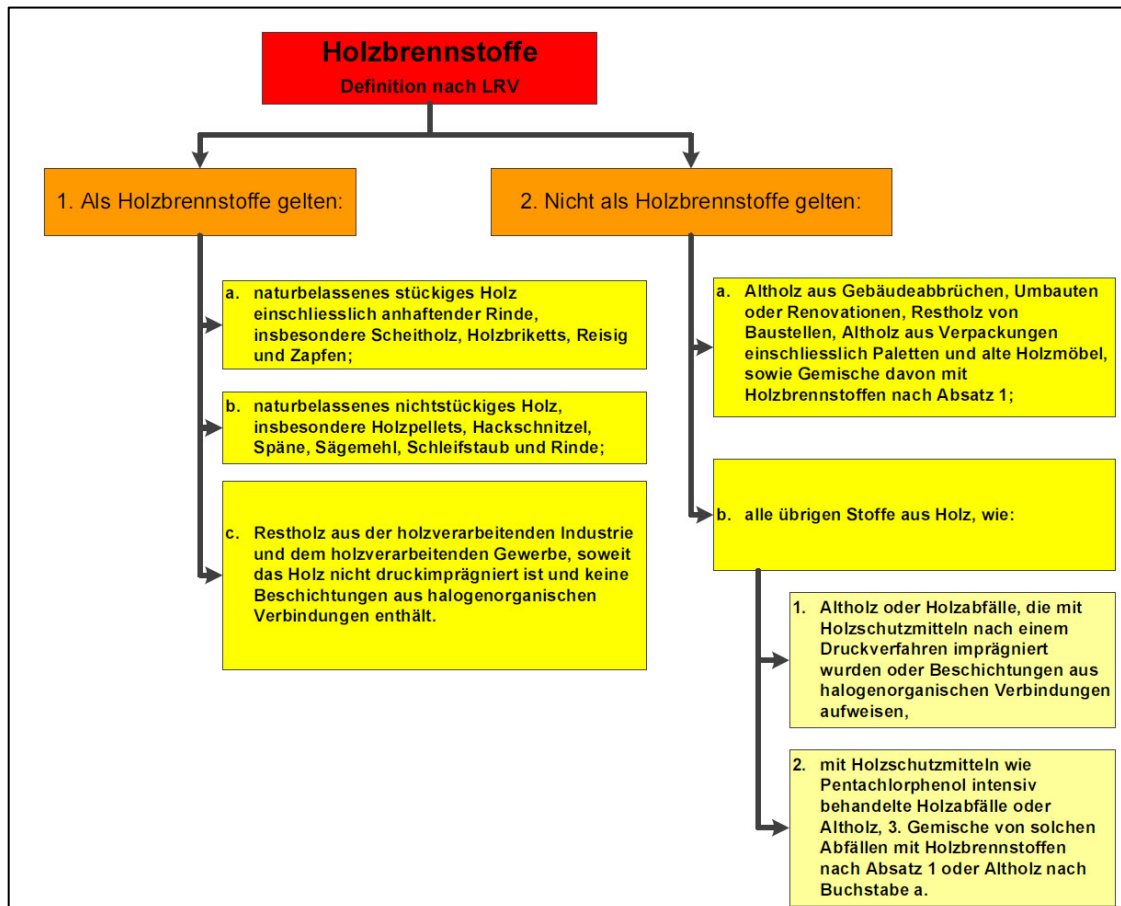 Holzbrennstoffe
Definition nach LRV
1. Als Holzbrennstoffe gelten:
2. Nicht als Holzbrennstoffe gelten:
a. naturbelassenes stückiges Holz
einschliesslich anhaftender Rinde,
insbesondere Scheitholz, Holzbriketts, Reisig
und Zapfen;
b. naturbelassenes nichtstückiges Holz,
insbesondere Holzpellets, Hackschnitzel,
Späne, Sägemehl, Schleifstaub und Rinde;
c. Restholz aus der holzverarbeitenden Industrie
und dem holzverarbeitenden Gewerbe, soweit
das Holz nicht druckimprägniert ist und keine
Beschichtungen aus halogenorganischen
Verbindungen enthält.
a. Altholz aus Gebäudeabbrüchen, Umbauten
oder Renovationen, Restholz von
Baustellen, Altholz aus Verpackungen
einschliesslich Paletten und alte Holzmöbel,
sowie Gemische davon mit
Holzbrennstoffen nach Absatz 1;
b. alle übrigen Stoffe aus Holz, wie:
1. Altholz oder Holzabfälle, die mit
Holzschutzmitteln nach einem
Druckverfahren imprägniert
wurden oder Beschichtungen aus
halogenorganischen Verbindungen
aufweisen,
2. mit Holzschutzmitteln wie
Pentachlorphenol intensiv
behandelte Holzabfälle oder
Altholz, 3. Gemische von solchen
Abfällen mit Holzbrennstoffen
nach Absatz 1 oder Altholz nach
Buchstabe a.